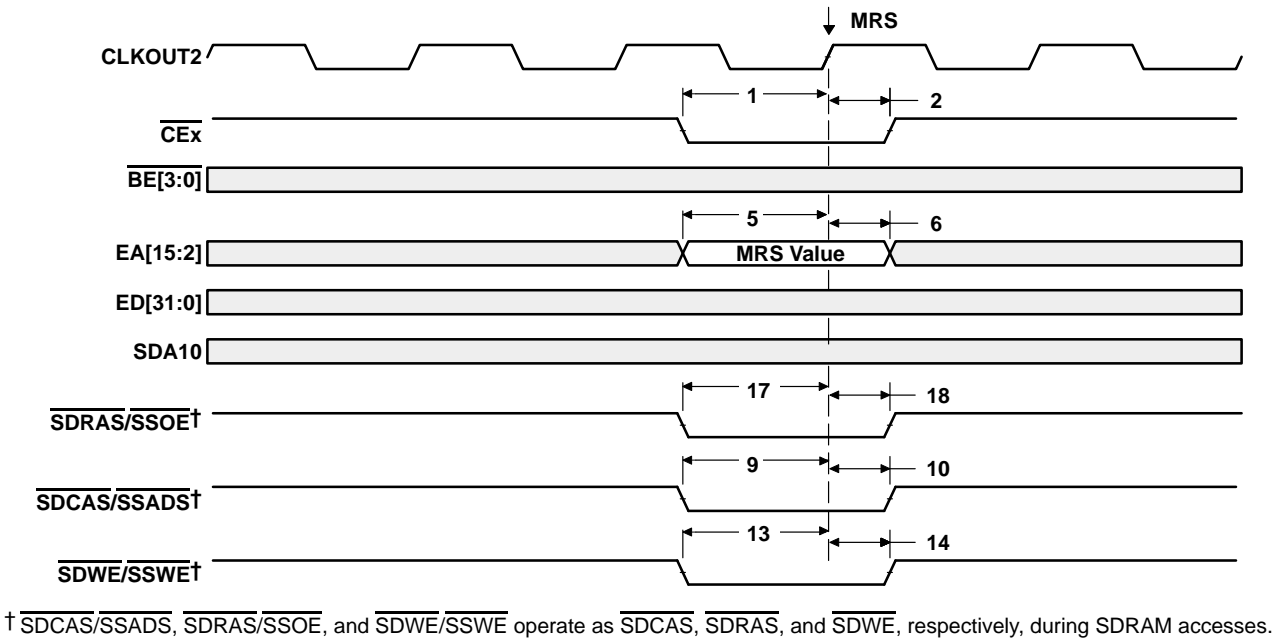 MRS
CLKOUT2
1 2
CEx
BE[3:0]
5 6
EA[15:2] MRS Value
ED[31:0]
SDA10
17 18
SDRAS/SSOE†
9 10
SDCAS/SSADS†
13 14
SDWE/SSWE†
† SDCAS/SSADS, SDRAS/SSOE, and SDWE/SSWE operate as SDCAS, SDRAS, and SDWE, respectively, during SDRAM accesses.